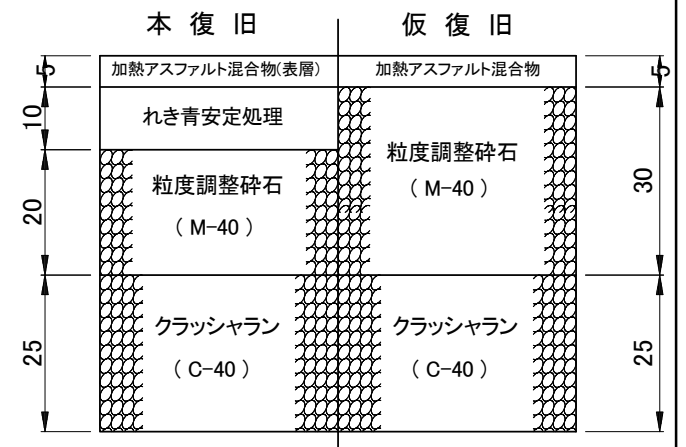 本復旧 仮復旧
5 加熱アスファルト混合物(表層) 加熱アスファルト混合物 5
10 れき青安定処理
粒度調整砕石
( M-40 )
30
20 粒度調整砕石
( M-40 )
25 クラッシャラン
( C-40 )
クラッシャラン
( C-40 )
25